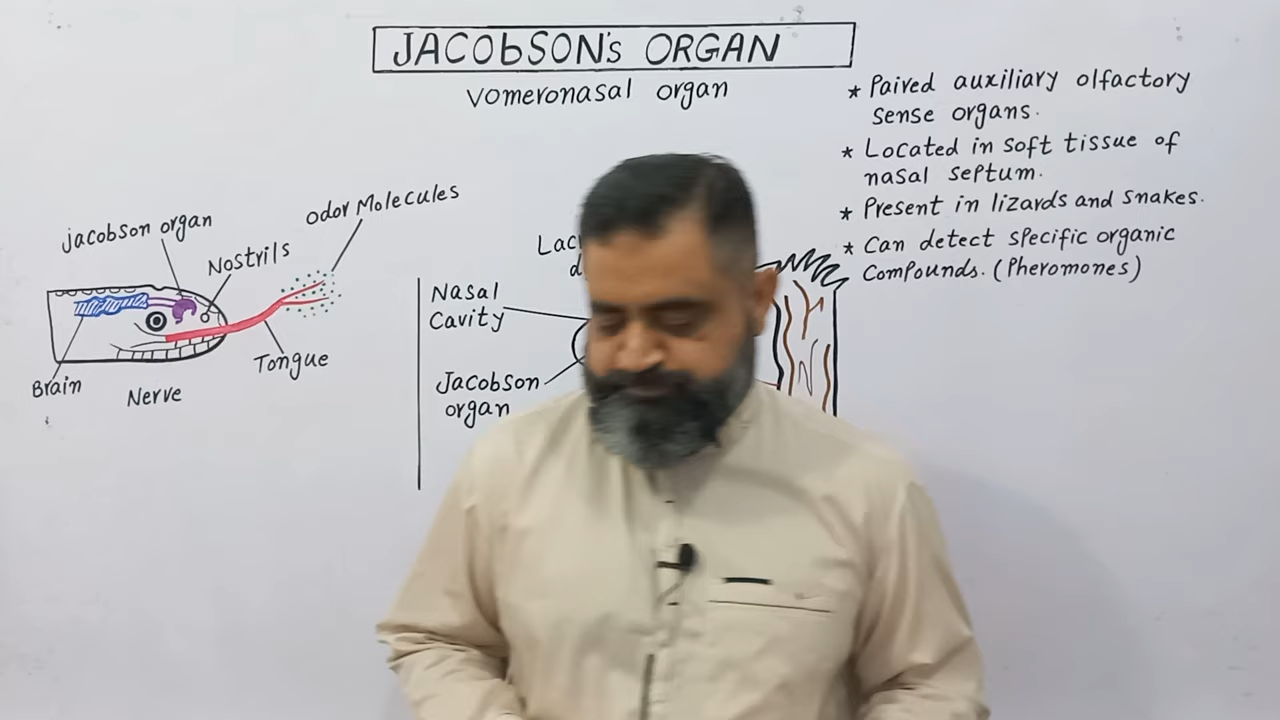 JACOBSON's ORGAN
vomeronasal organ
* Paired auxiliary olfactory
sense organs.
* Located in soft tissue of
nasal septum.
* Present in lizards and snakes.
* Can detect specific organic
Compounds. (Pheromones)
odor Molecules
Jacobson organ
Nostrils
Tongue
Brain
Nerve
Nasal
Cavity
Jacobson
organ